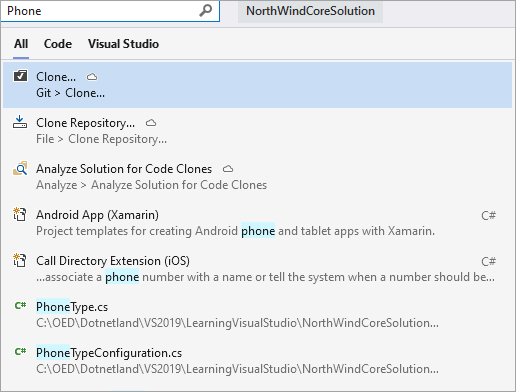 Phone
NorthWindCoreSolution
All Code Visual Studio
Clone...
Git > Clone...
Clone Repository...
File > Clone Repository...
Analyze Solution for Code Clones
Analyze > Analyze Solution for Code Clones
Android App (Xamarin) C#
Project templates for creating Android phone and tablet apps with Xamarin.
Call Directory Extension (iOS) C#
...associate a phone number with a name or tell the system when a number should be...
C# PhoneType.cs
C:\OED\Dotnetland\VS2019\LearningVisualStudio\NorthWindCoreSolution...
C# PhoneTypeConfiguration.cs
C:\OED\Dotnetland\VS2019\LearningVisualStudio\NorthWindCoreSolution...